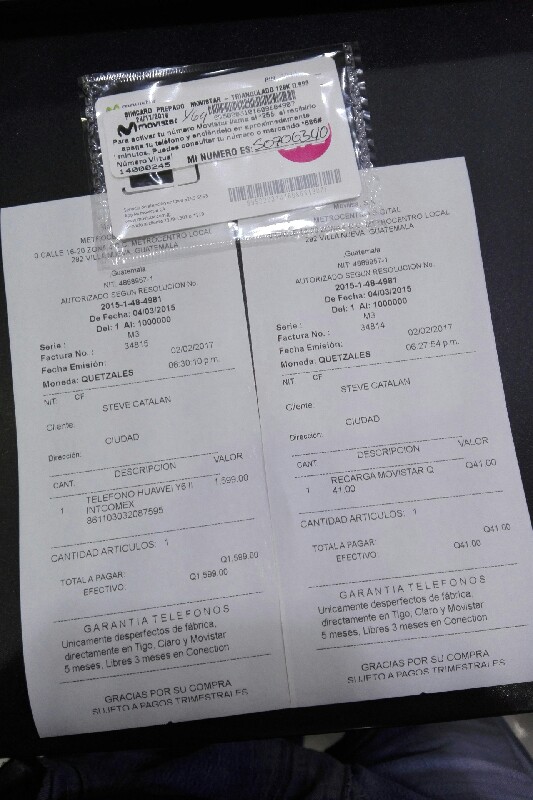 SIMCARD PREPAGO MOVISTAR - TRIANGULADO 128K
24/11/2016
movistar
Para activar tu número Movistar llama al *255, al recibirlo
apaga tu teléfono y enciéndelo en aproximadamente
minutos. Puedes consultar tu número o marcando *888#
Número Virtual
14000245
MI NUMERO ES: 50706340
0 CALLE 16-20 ZONA METROCENTRO LOCAL
292 VILLA NUEVA, GUATEMALA
Guatemala
NIT: 4669957-1
AUTORIZADO SEGUN RESOLUCION No.
2015-1-48-4981
De Fecha: 04/03/2015
Del: 1 Al: 1000000
Serie : M3
Factura No. : 34815
Fecha Emisión: 02/02/2017
06:30:10 p.m.
Moneda: QUETZALES
NIT: CF
STEVE CATALAN
Cliente:
CIUDAD
Dirección:
CANT. DESCRIPCION VALOR
1 TELEFONO HUAWEI Y6 II 1,599.00
INTCOMEX
861103032087595
CANTIDAD ARTICULOS: 1
TOTAL A PAGAR: Q1,599.00
EFECTIVO: Q1,599.00
GARANTIA TELEFONOS
Unicamente desperfectos de fábrica,
directamente en Tigo, Claro y Movistar
5 meses, Libres 3 meses en Conection
GRACIAS POR SU COMPRA
SUJETO A PAGOS TRIMESTRALES
METROCENTRO LOCAL
292 VILLA NUEVA, GUATEMALA
Guatemala
NIT: 4669957-1
AUTORIZADO SEGUN RESOLUCION No.
2015-1-48-4981
De Fecha: 04/03/2015
Del: 1 Al: 1000000
Serie : M3
Factura No. : 34814
Fecha Emisión: 02/02/2017
06:27:54 p.m.
Moneda: QUETZALES
NIT: CF
STEVE CATALAN
Cliente:
CIUDAD
Dirección:
CANT. DESCRIPCION VALOR
1 RECARGA MOVISTAR Q Q41.00
41.00
CANTIDAD ARTICULOS: 1
TOTAL A PAGAR: Q41.00
EFECTIVO: Q41.00
GARANTIA TELEFONOS
Unicamente desperfectos de fábrica,
directamente en Tigo, Claro y Movistar
5 meses, Libres 3 meses en Conection
GRACIAS POR SU COMPRA
SUJETO A PAGOS TRIMESTRALES